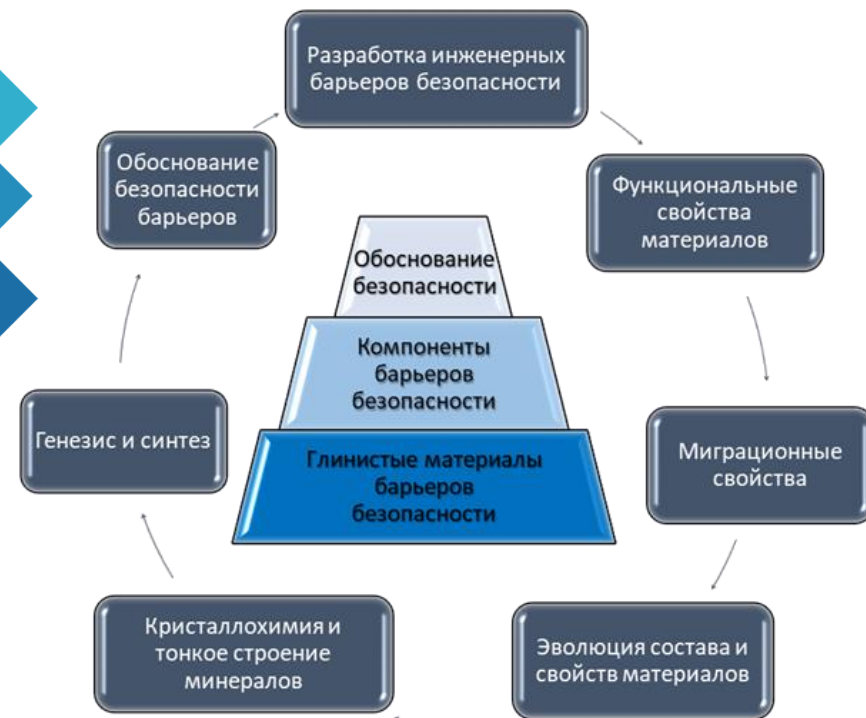 Разработка инженерных
барьеров безопасности
Функциональные
свойства
материалов
Миграционные
свойства
Эволюция состава и
свойств материалов
Кристаллохимия и
тонкое строение
минералов
Генезис и синтез
Обоснование
безопасности
барьеров
Обоснование
безопасности
Компоненты
барьеров
безопасности
Глинистые материалы
барьеров
безопасности